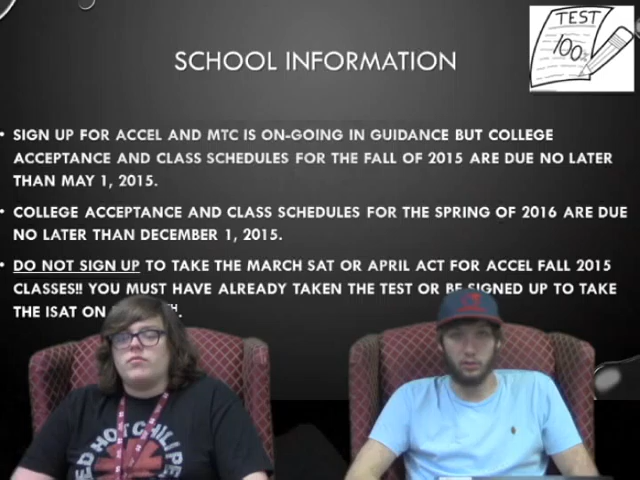 TEST
100%
SCHOOL INFORMATION
• SIGN UP FOR ACCEL AND MTC IS ON-GOING IN GUIDANCE BUT COLLEGE
ACCEPTANCE AND CLASS SCHEDULES FOR THE FALL OF 2015 ARE DUE NO LATER
THAN MAY 1, 2015.
• COLLEGE ACCEPTANCE AND CLASS SCHEDULES FOR THE SPRING OF 2016 ARE DUE
NO LATER THAN DECEMBER 1, 2015.
• DO NOT SIGN UP TO TAKE THE MARCH SAT OR APRIL ACT FOR ACCEL FALL 2015
CLASSES!! YOU MUST HAVE ALREADY TAKEN THE TEST OR BE SIGNED UP TO TAKE
THE ISAT ON TH.
ED HOT CHILI PE